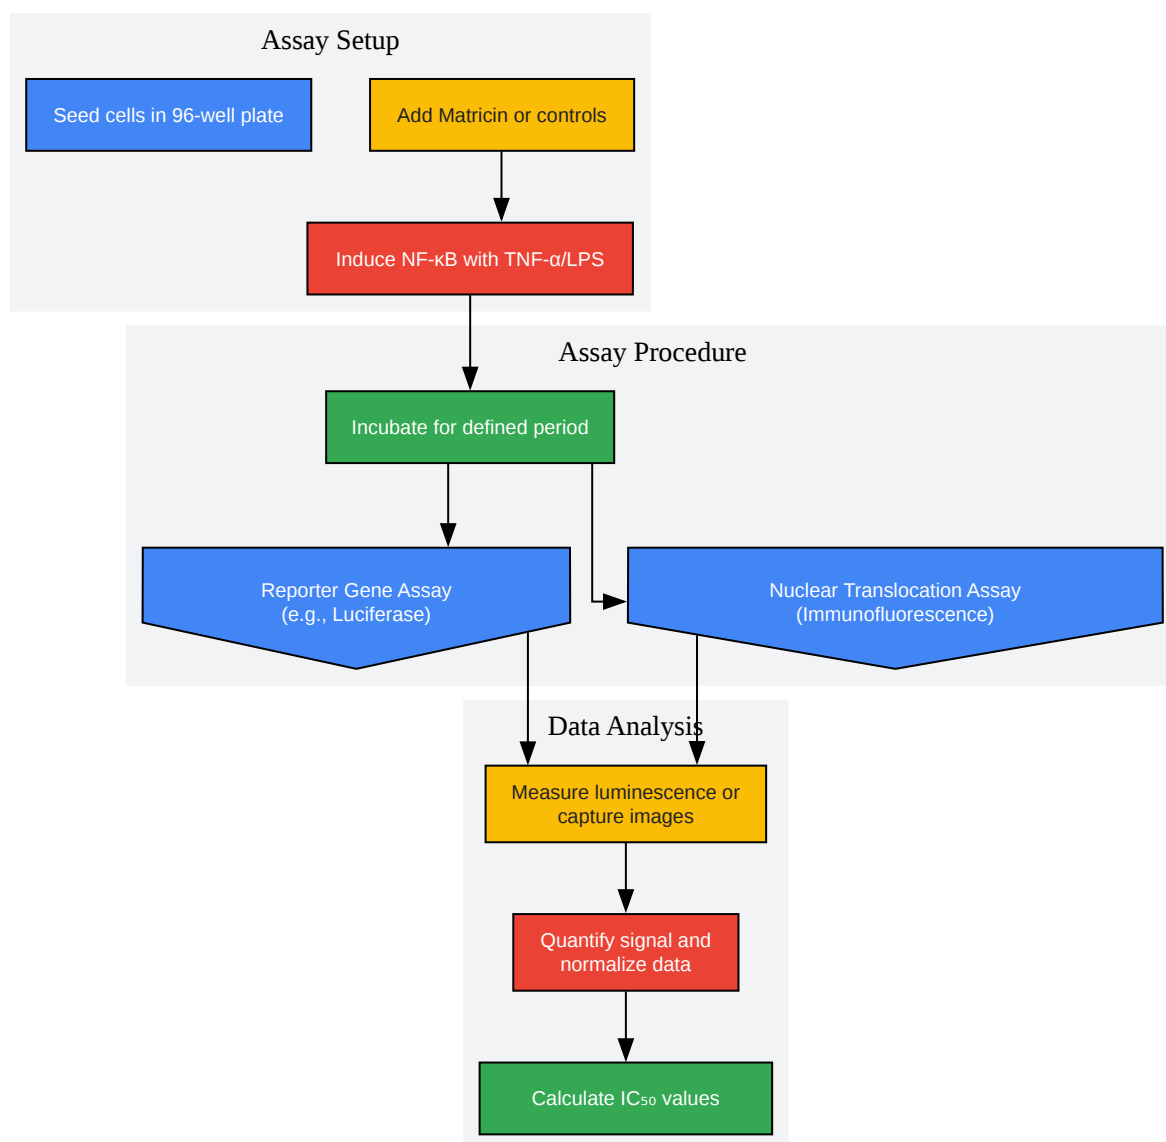 Assay Setup
Seed cells in 96-well plate
Add Matricin or controls
Induce NF-κB with TNF-α/LPS
Assay Procedure
Incubate for defined period
Reporter Gene Assay
(e.g., Luciferase)
Nuclear Translocation Assay
(Immunofluorescence)
Data Analysis
Measure luminescence or
capture images
Quantify signal and
normalize data
Calculate IC₅₀ values